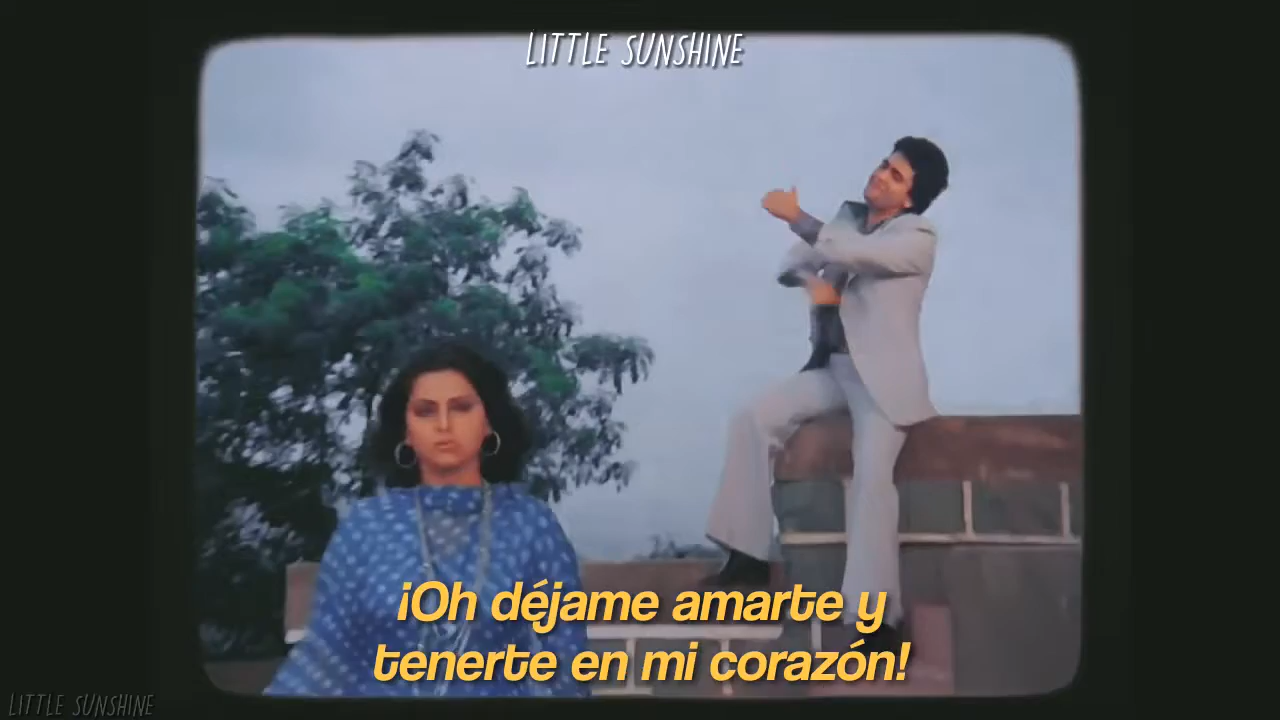 LITTLE SUNSHINE
¡Oh déjame amarte y
tenerte en mi corazón!
LITTLE SUNSHINE